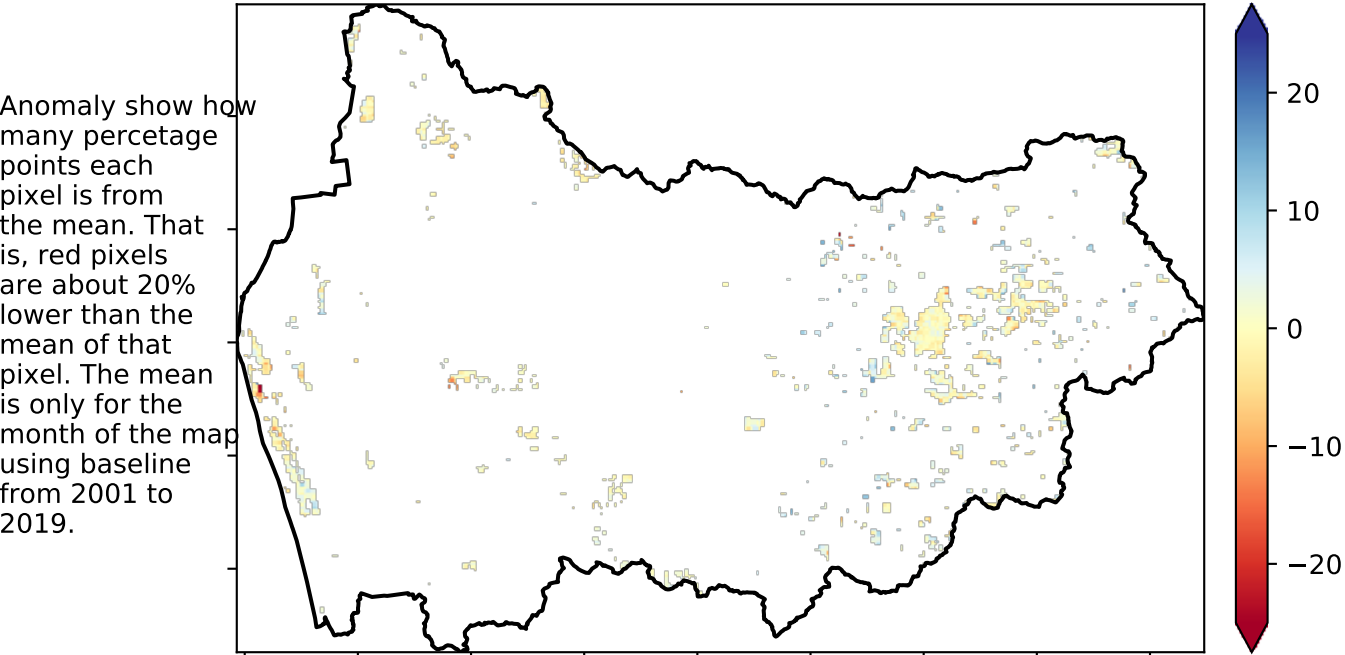 Anomaly show how
many percetage
points each
pixel is from
the mean. That
is, red pixels
are about 20%
lower than the
mean of that
pixel. The mean
is only for the
month of the map
using baseline
from 2001 to
2019.
20
10
0
−10
−20